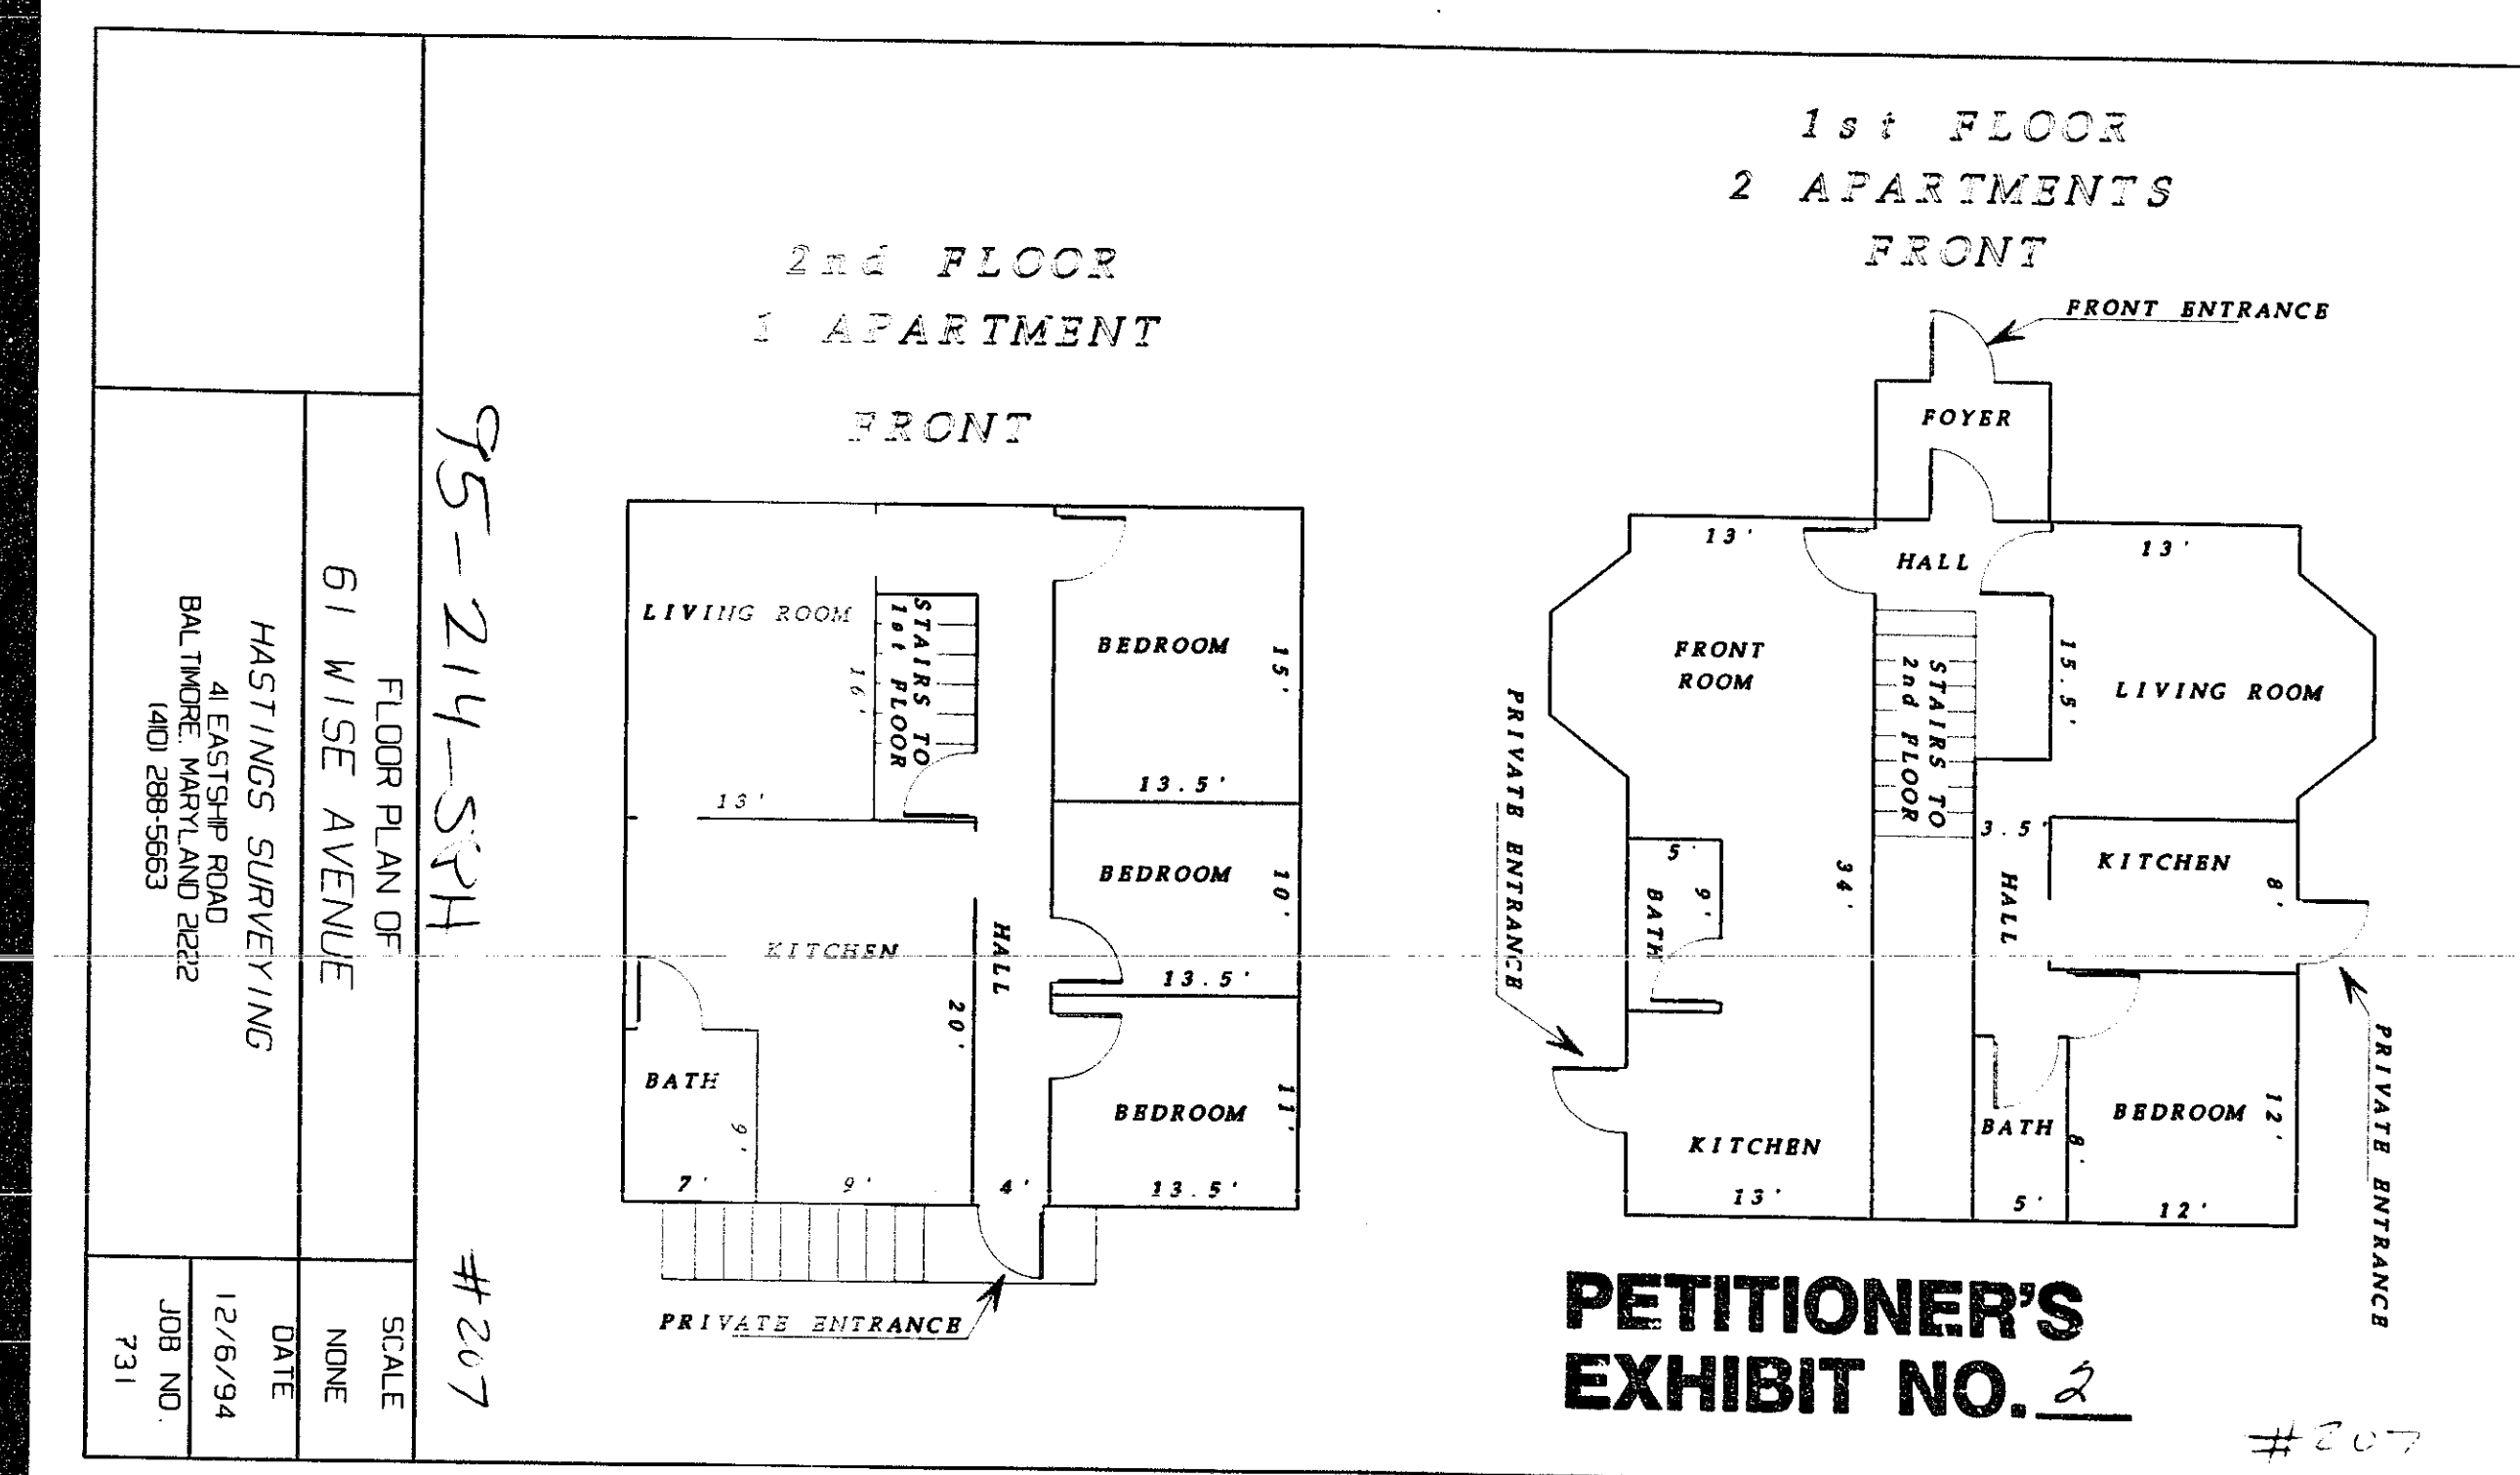 1st FLOOR
2 APARTMENTS
FRONT
FRONT ENTRANCE
FOYER
13'
HALL
13'
FRONT
ROOM
STAIRS TO
2nd FLOOR
15.5'
LIVING ROOM
PRIVATE ENTRANCE
5'
9'
BATH
34'
3.5'
HALL
KITCHEN
8'
PRIVATE ENTRANCE
KITCHEN
13'
BATH
8'
5'
BEDROOM
12'
12'
2nd FLOOR
1 APARTMENT
FRONT
LIVING ROOM
16'
13'
STAIRS TO
1st FLOOR
BEDROOM
15'
13.5'
BEDROOM
10'
13.5'
KITCHEN
20'
HALL
BATH
9'
7'
9'
4'
BEDROOM
11'
13.5'
PRIVATE ENTRANCE
PETITIONER'S
EXHIBIT NO. 2
#207
95-214-SPH
#207
FLOOR PLAN OF
61 WISE AVENUE
HASTINGS SURVEYING
41 EASTSHIP ROAD
BALTIMORE, MARYLAND 21222
(410) 288-5663
SCALE
NONE
DATE
12/6/94
JOB NO.
731